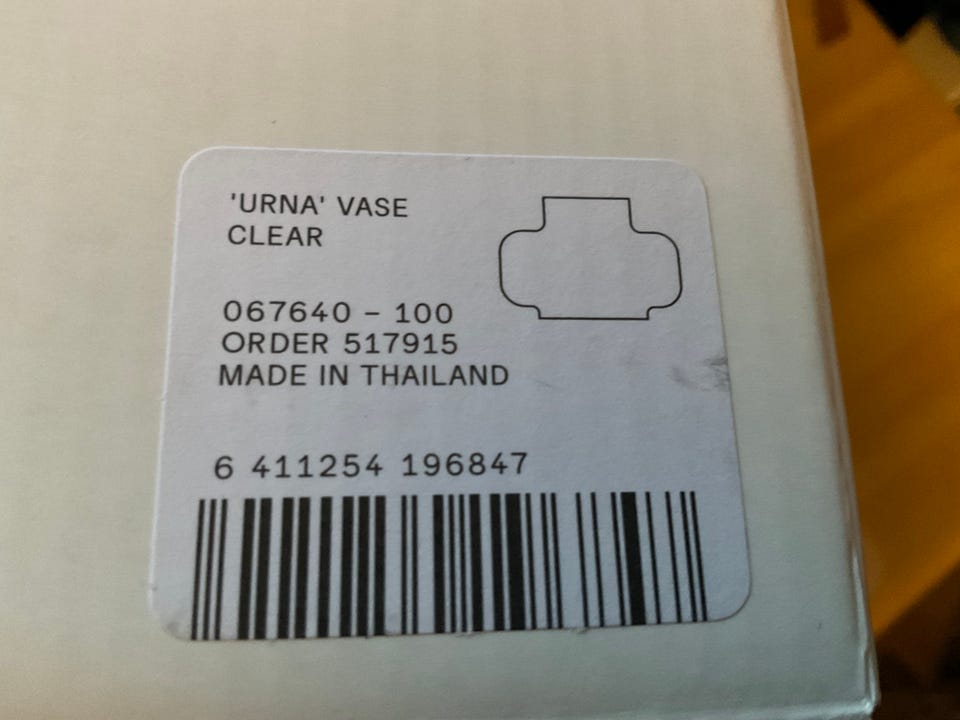 'URNA' VASE
CLEAR
067640 – 100
ORDER 517915
MADE IN THAILAND
6 411254 196847